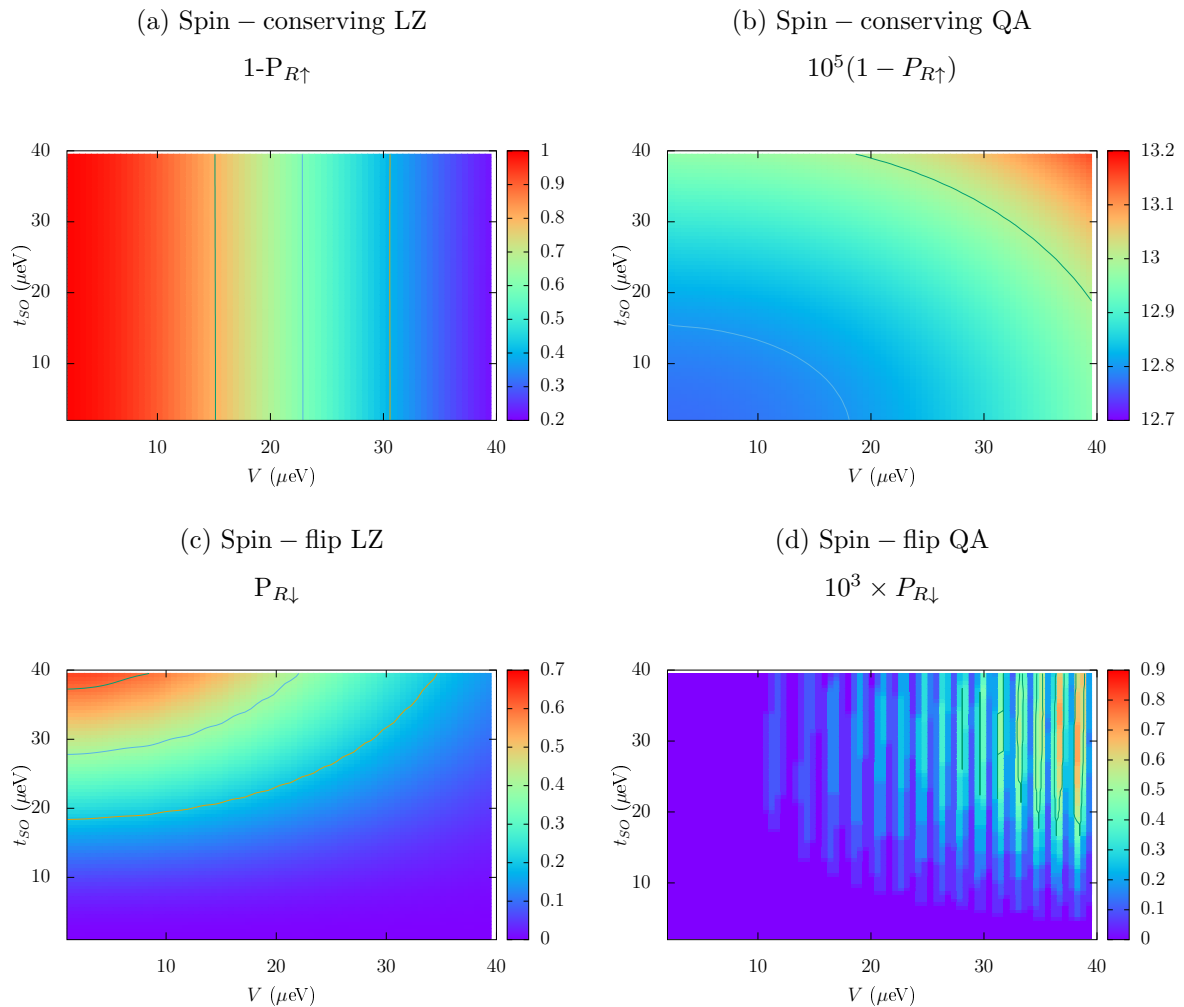 (a) Spin − conserving LZ
1-P_{R↑}
40
30
20
10
t_{SO} (μeV)
10 20 30 40
V (μeV)
1
0.9
0.8
0.7
0.6
0.5
0.4
0.3
0.2
(b) Spin − conserving QA
10^5(1 − P_{R↑})
40
30
20
10
t_{SO} (μeV)
10 20 30 40
V (μeV)
13.2
13.1
13
12.9
12.8
12.7
(c) Spin − flip LZ
P_{R↓}
40
30
20
10
t_{SO} (μeV)
10 20 30 40
V (μeV)
0.7
0.6
0.5
0.4
0.3
0.2
0.1
0
(d) Spin − flip QA
10^3 × P_{R↓}
40
30
20
10
t_{SO} (μeV)
10 20 30 40
V (μeV)
0.9
0.8
0.7
0.6
0.5
0.4
0.3
0.2
0.1
0